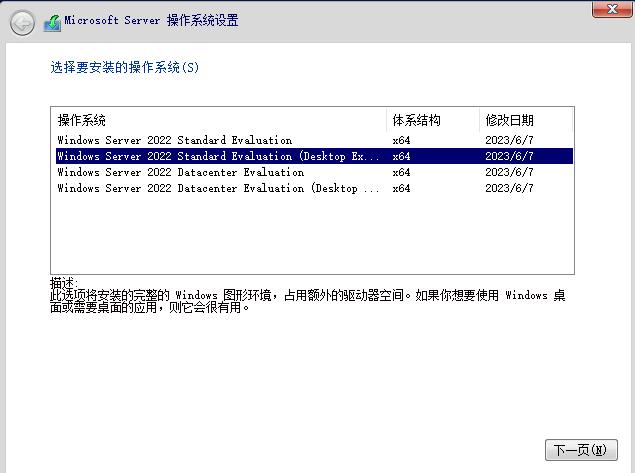 Microsoft Server 操作系统设置
选择要安装的操作系统(S)
操作系统 体系结构 修改日期
Windows Server 2022 Standard Evaluation x64 2023/6/7
Windows Server 2022 Standard Evaluation (Desktop Ex... x64 2023/6/7
Windows Server 2022 Datacenter Evaluation x64 2023/6/7
Windows Server 2022 Datacenter Evaluation (Desktop ... x64 2023/6/7
描述:
此选项将安装的完整的 Windows 图形环境，占用额外的驱动器空间。如果你想要使用 Windows 桌
面或需要桌面的应用，则它会很有用。
下一页(N)